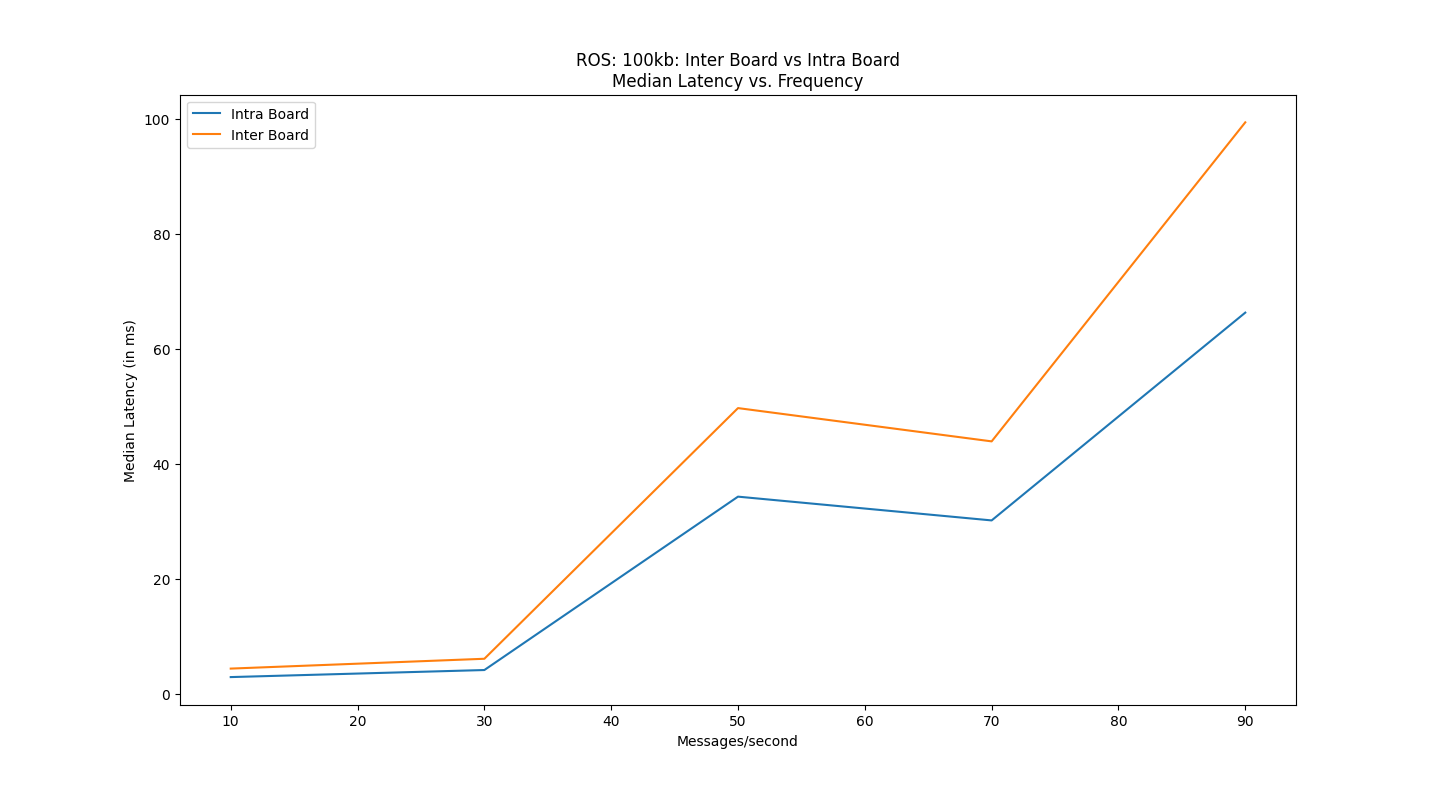 ROS: 100kb: Inter Board vs Intra Board
Median Latency vs. Frequency
Intra Board
Inter Board
Median Latency (in ms)
100
80
60
40
20
0
10 20 30 40 50 60 70 80 90
Messages/second